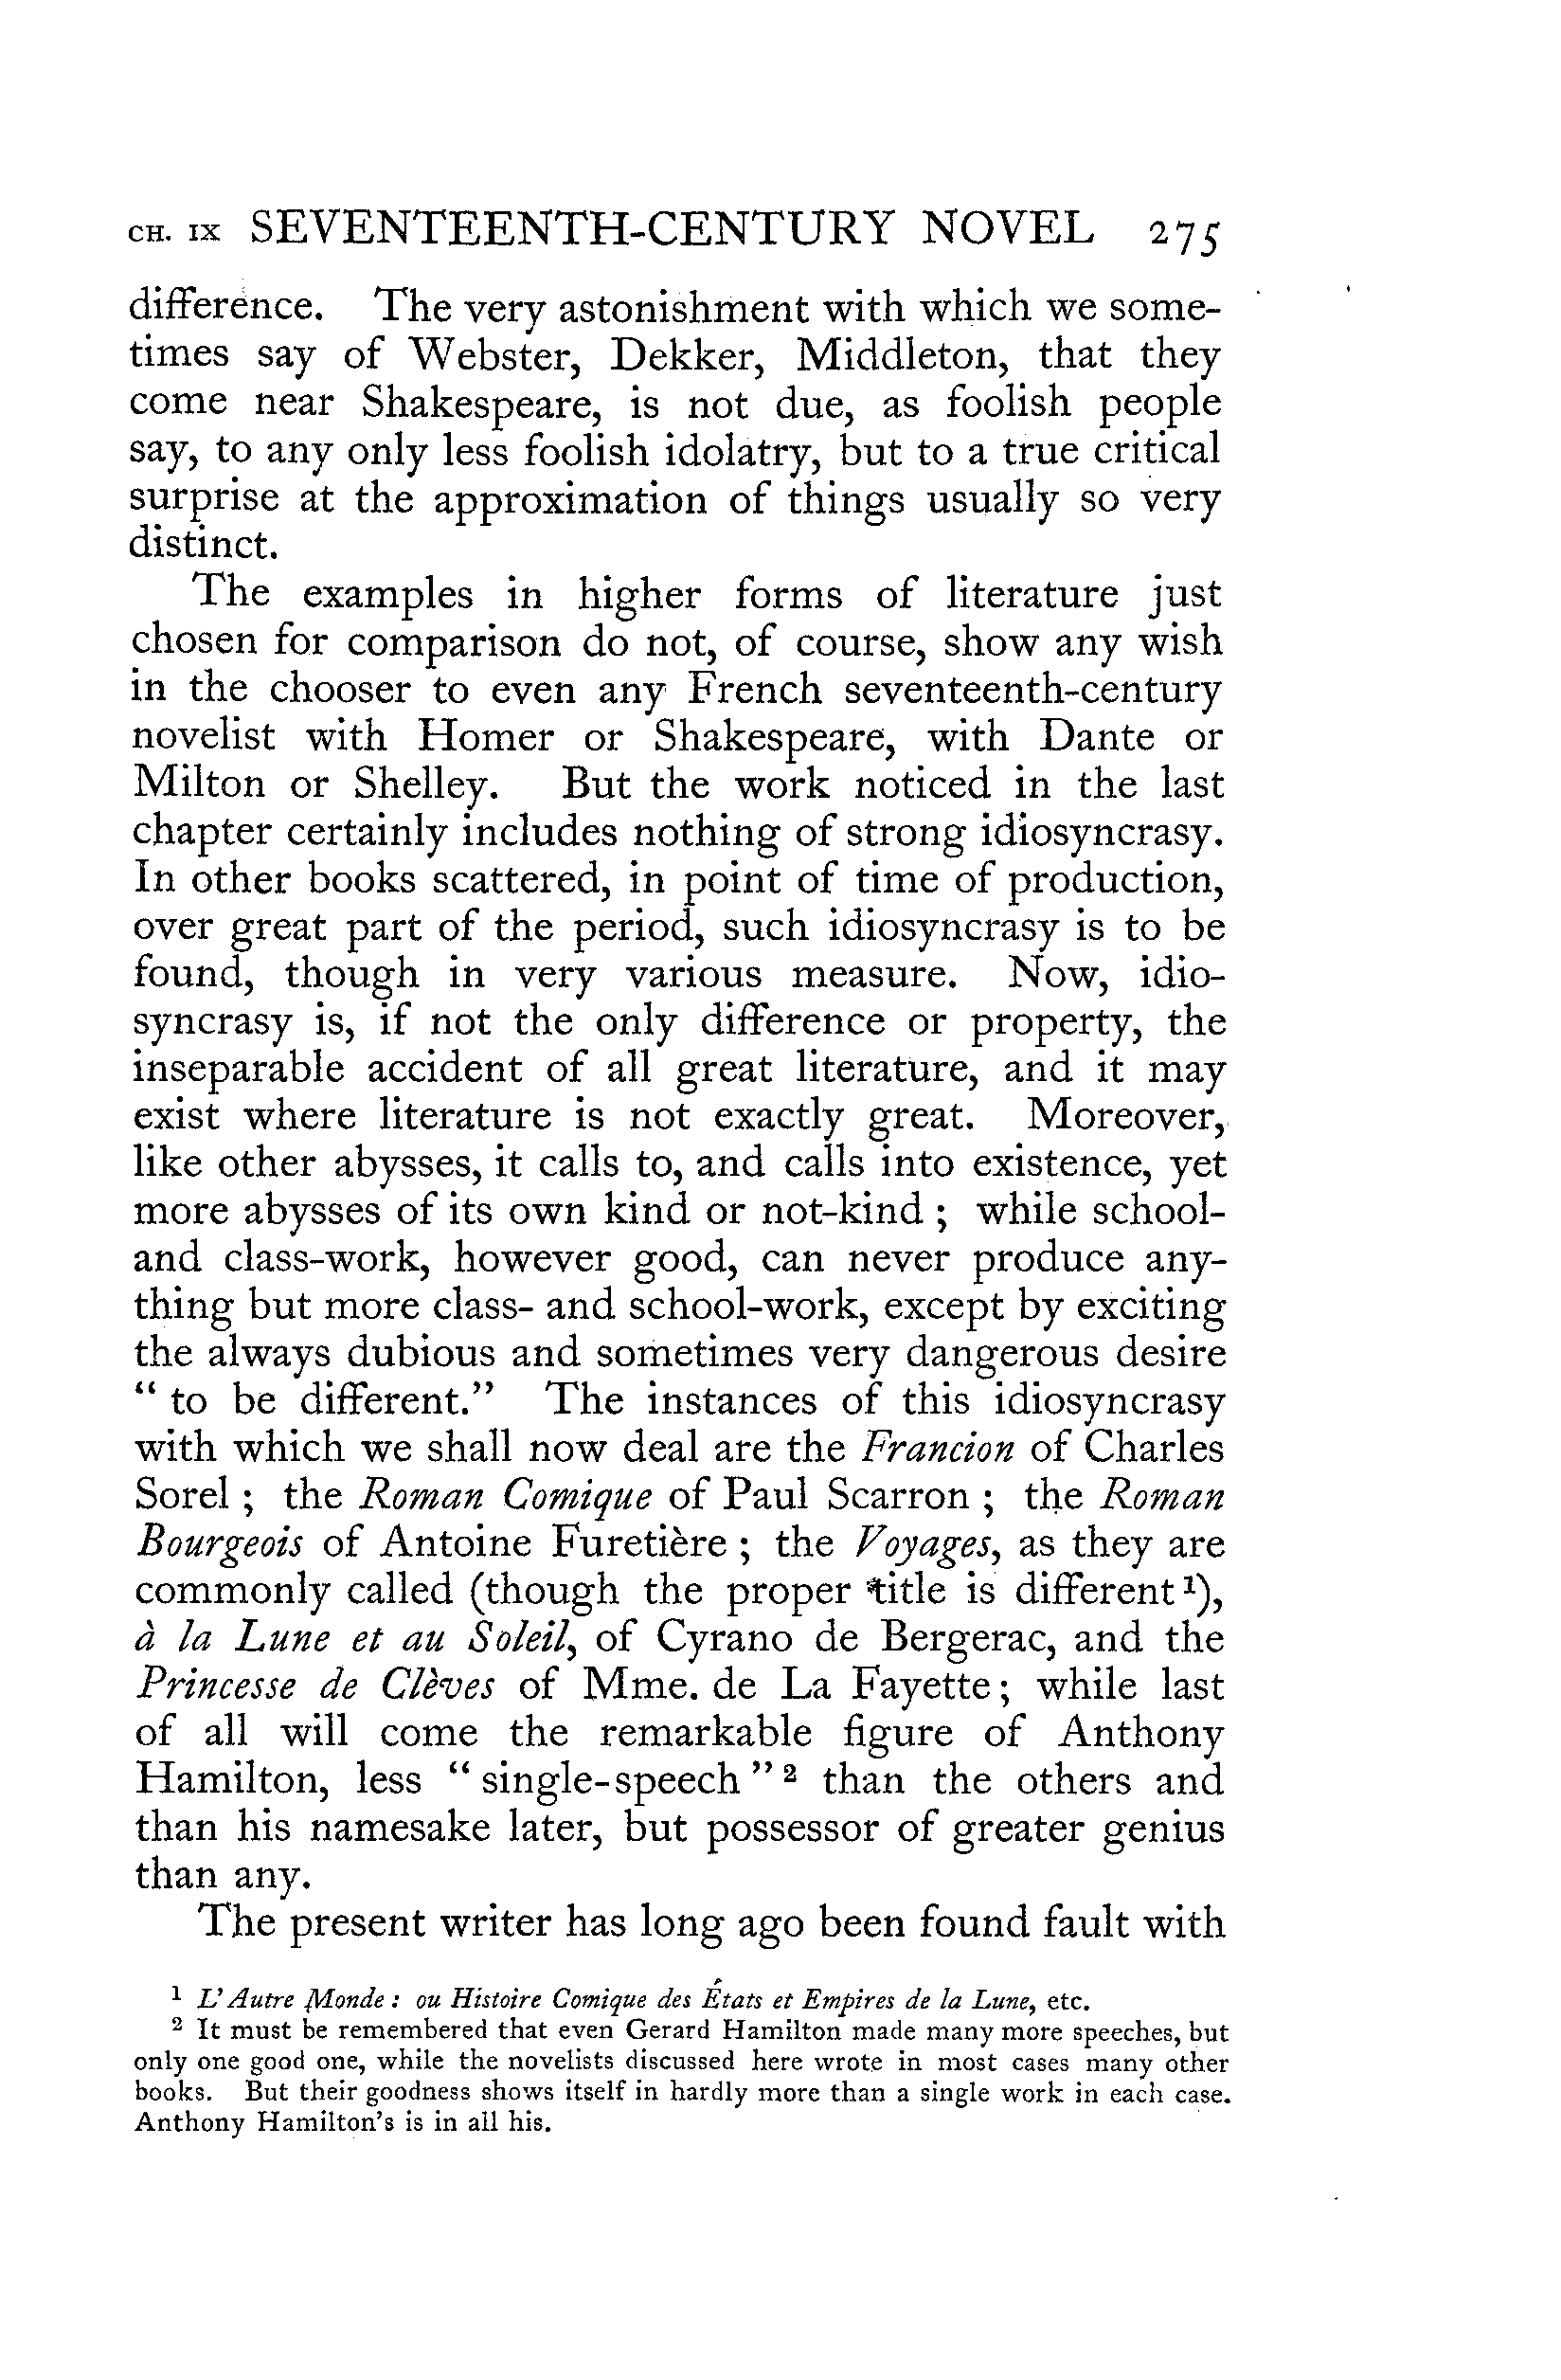 CH. IX SEVENTEENTH-CENTURY NOVEL 275
difference. The very astonishment with which we some-
times say of Webster, Dekker, Middleton, that they
come near Shakespeare, is not due, as foolish people
say, to any only less foolish idolatry, but to a true critical
surprise at the approximation of things usually so very
distinct.
The examples in higher forms of literature just
chosen for comparison do not, of course, show any wish
in the chooser to even any French seventeenth-century
novelist with Homer or Shakespeare, with Dante or
Milton or Shelley. But the work noticed in the last
chapter certainly includes nothing of strong idiosyncrasy.
In other books scattered, in point of time of production,
over great part of the period, such idiosyncrasy is to be
found, though in very various measure. Now, idio-
syncrasy is, if not the only difference or property, the
inseparable accident of all great literature, and it may
exist where literature is not exactly great. Moreover,
like other abysses, it calls to, and calls into existence, yet
more abysses of its own kind or not-kind ; while school-
and class-work, however good, can never produce any-
thing but more class- and school-work, except by exciting
the always dubious and sometimes very dangerous desire
“ to be different.” The instances of this idiosyncrasy
with which we shall now deal are the Francion of Charles
Sorel ; the Roman Comique of Paul Scarron ; the Roman
Bourgeois of Antoine Furetière ; the Voyages, as they are
commonly called (though the proper title is different ¹),
à la Lune et au Soleil, of Cyrano de Bergerac, and the
Princesse de Clèves of Mme. de La Fayette ; while last
of all will come the remarkable figure of Anthony
Hamilton, less “ single-speech ” ² than the others and
than his namesake later, but possessor of greater genius
than any.
The present writer has long ago been found fault with
¹ L'Autre Monde : ou Histoire Comique des États et Empires de la Lune, etc.
² It must be remembered that even Gerard Hamilton made many more speeches, but
only one good one, while the novelists discussed here wrote in most cases many other
books. But their goodness shows itself in hardly more than a single work in each case.
Anthony Hamilton's is in all his.